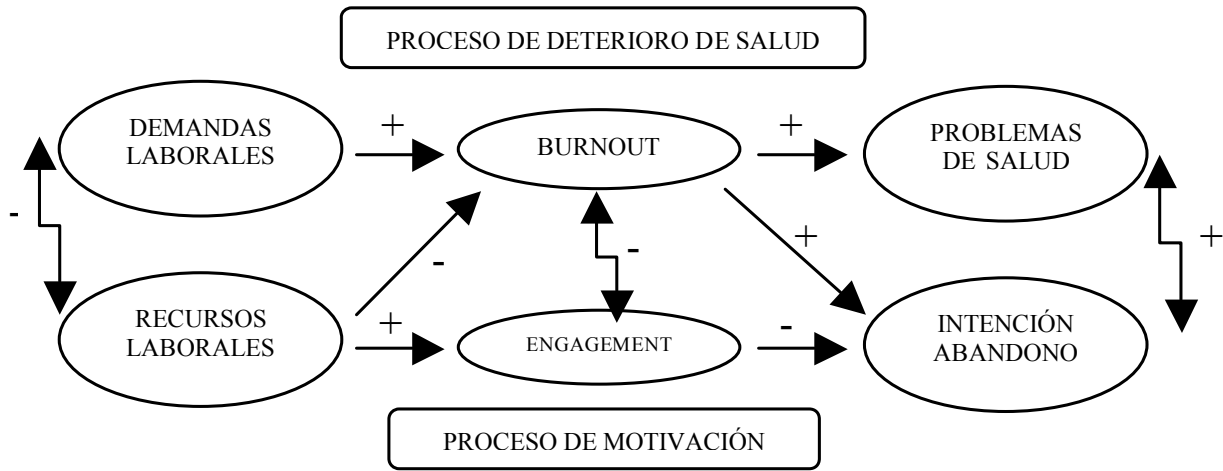 PROCESO DE DETERIORO DE SALUD
DEMANDAS
LABORALES
+
BURNOUT
+
PROBLEMAS
DE SALUD
-
-
-
+
+
RECURSOS
LABORALES
+
ENGAGEMENT
-
INTENCIÓN
ABANDONO
PROCESO DE MOTIVACIÓN